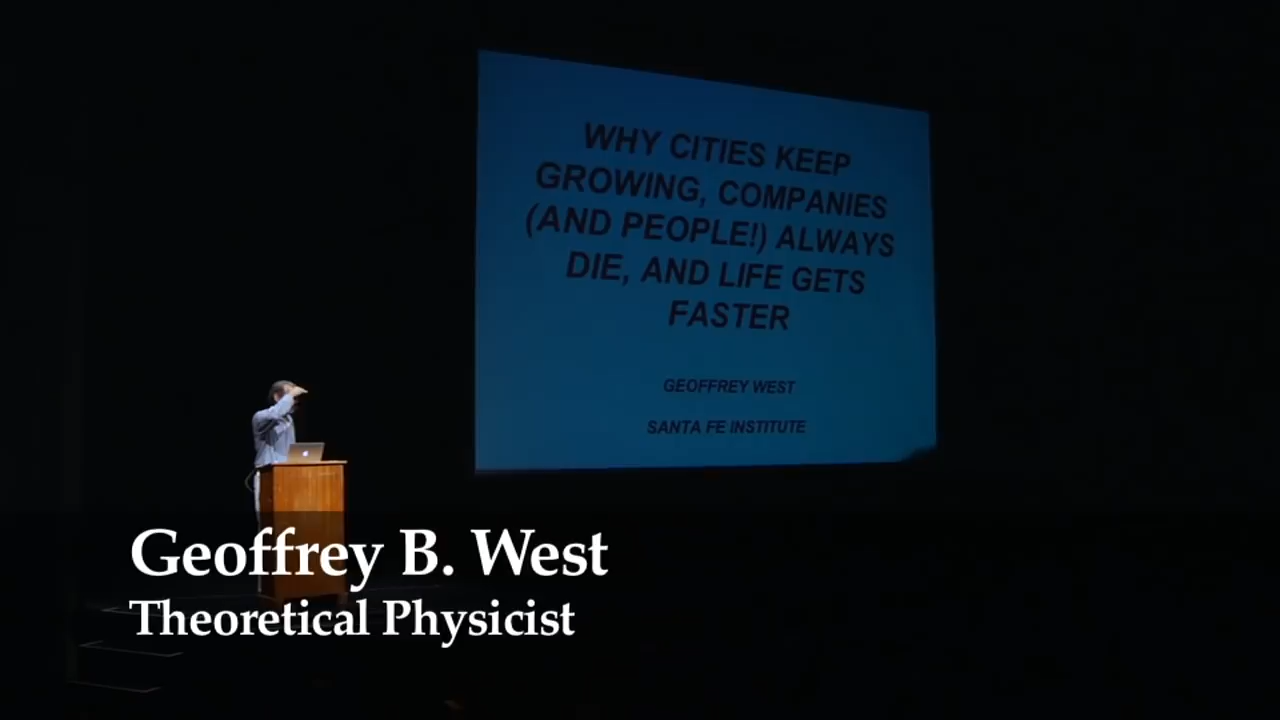 WHY CITIES KEEP
GROWING, COMPANIES
(AND PEOPLE!) ALWAYS
DIE, AND LIFE GETS
FASTER
GEOFFREY WEST
SANTA FE INSTITUTE
Geoffrey B. West
Theoretical Physicist